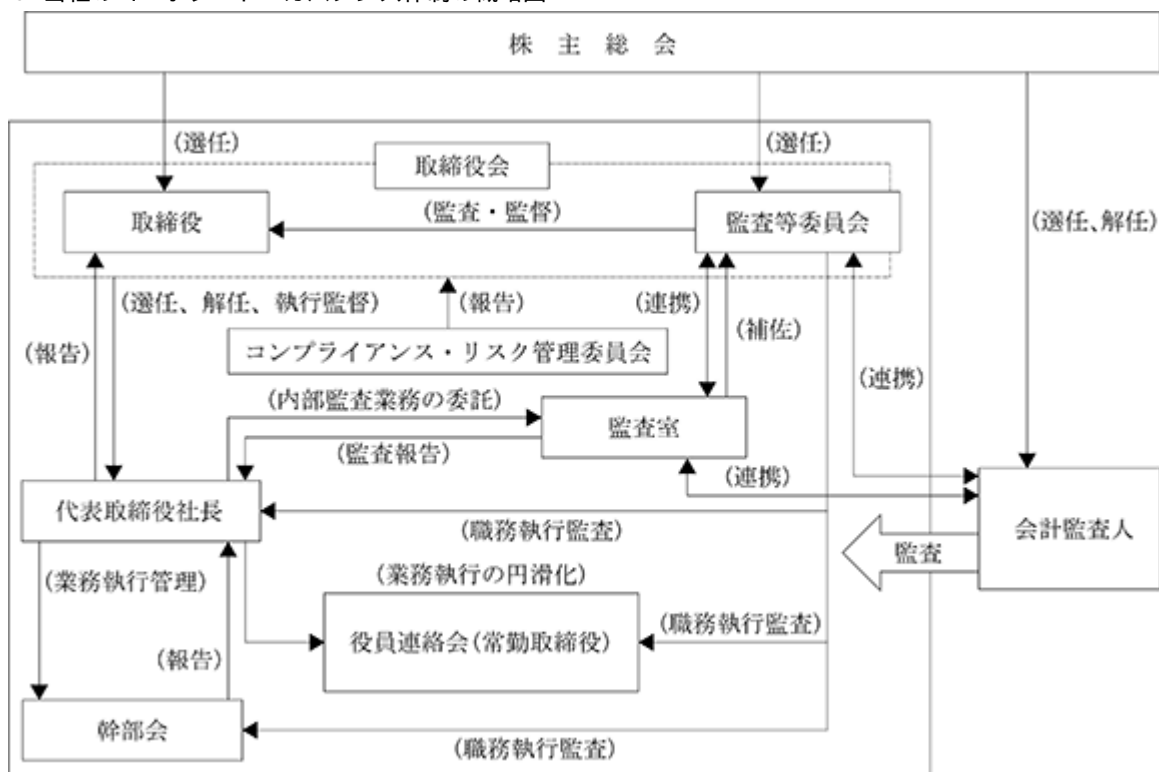 株 主 総 会
(選任)
(選任)
取締役会
取締役
(監査・監督)
監査等委員会
(選任、解任)
(選任、解任、執行監督)
(報告)
(連携)
(補佐)
(報告)
コンプライアンス・リスク管理委員会
(連携)
(内部監査業務の委託)
監査室
(監査報告)
(連携)
代表取締役社長
(職務執行監査)
会計監査人
監査
(業務執行管理)
(業務執行の円滑化)
役員連絡会(常勤取締役)
(職務執行監査)
(報告)
幹部会
(職務執行監査)